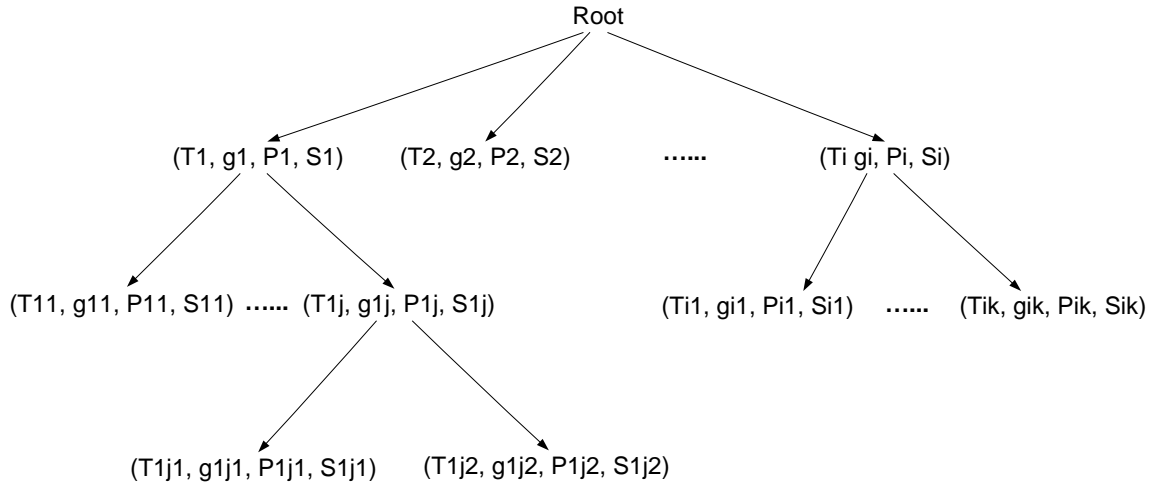 Root
(T1, g1, P1, S1) (T2, g2, P2, S2) …... (Ti gi, Pi, Si)
(T11, g11, P11, S11) …... (T1j, g1j, P1j, S1j) (Ti1, gi1, Pi1, Si1) …... (Tik, gik, Pik, Sik)
(T1j1, g1j1, P1j1, S1j1) (T1j2, g1j2, P1j2, S1j2)